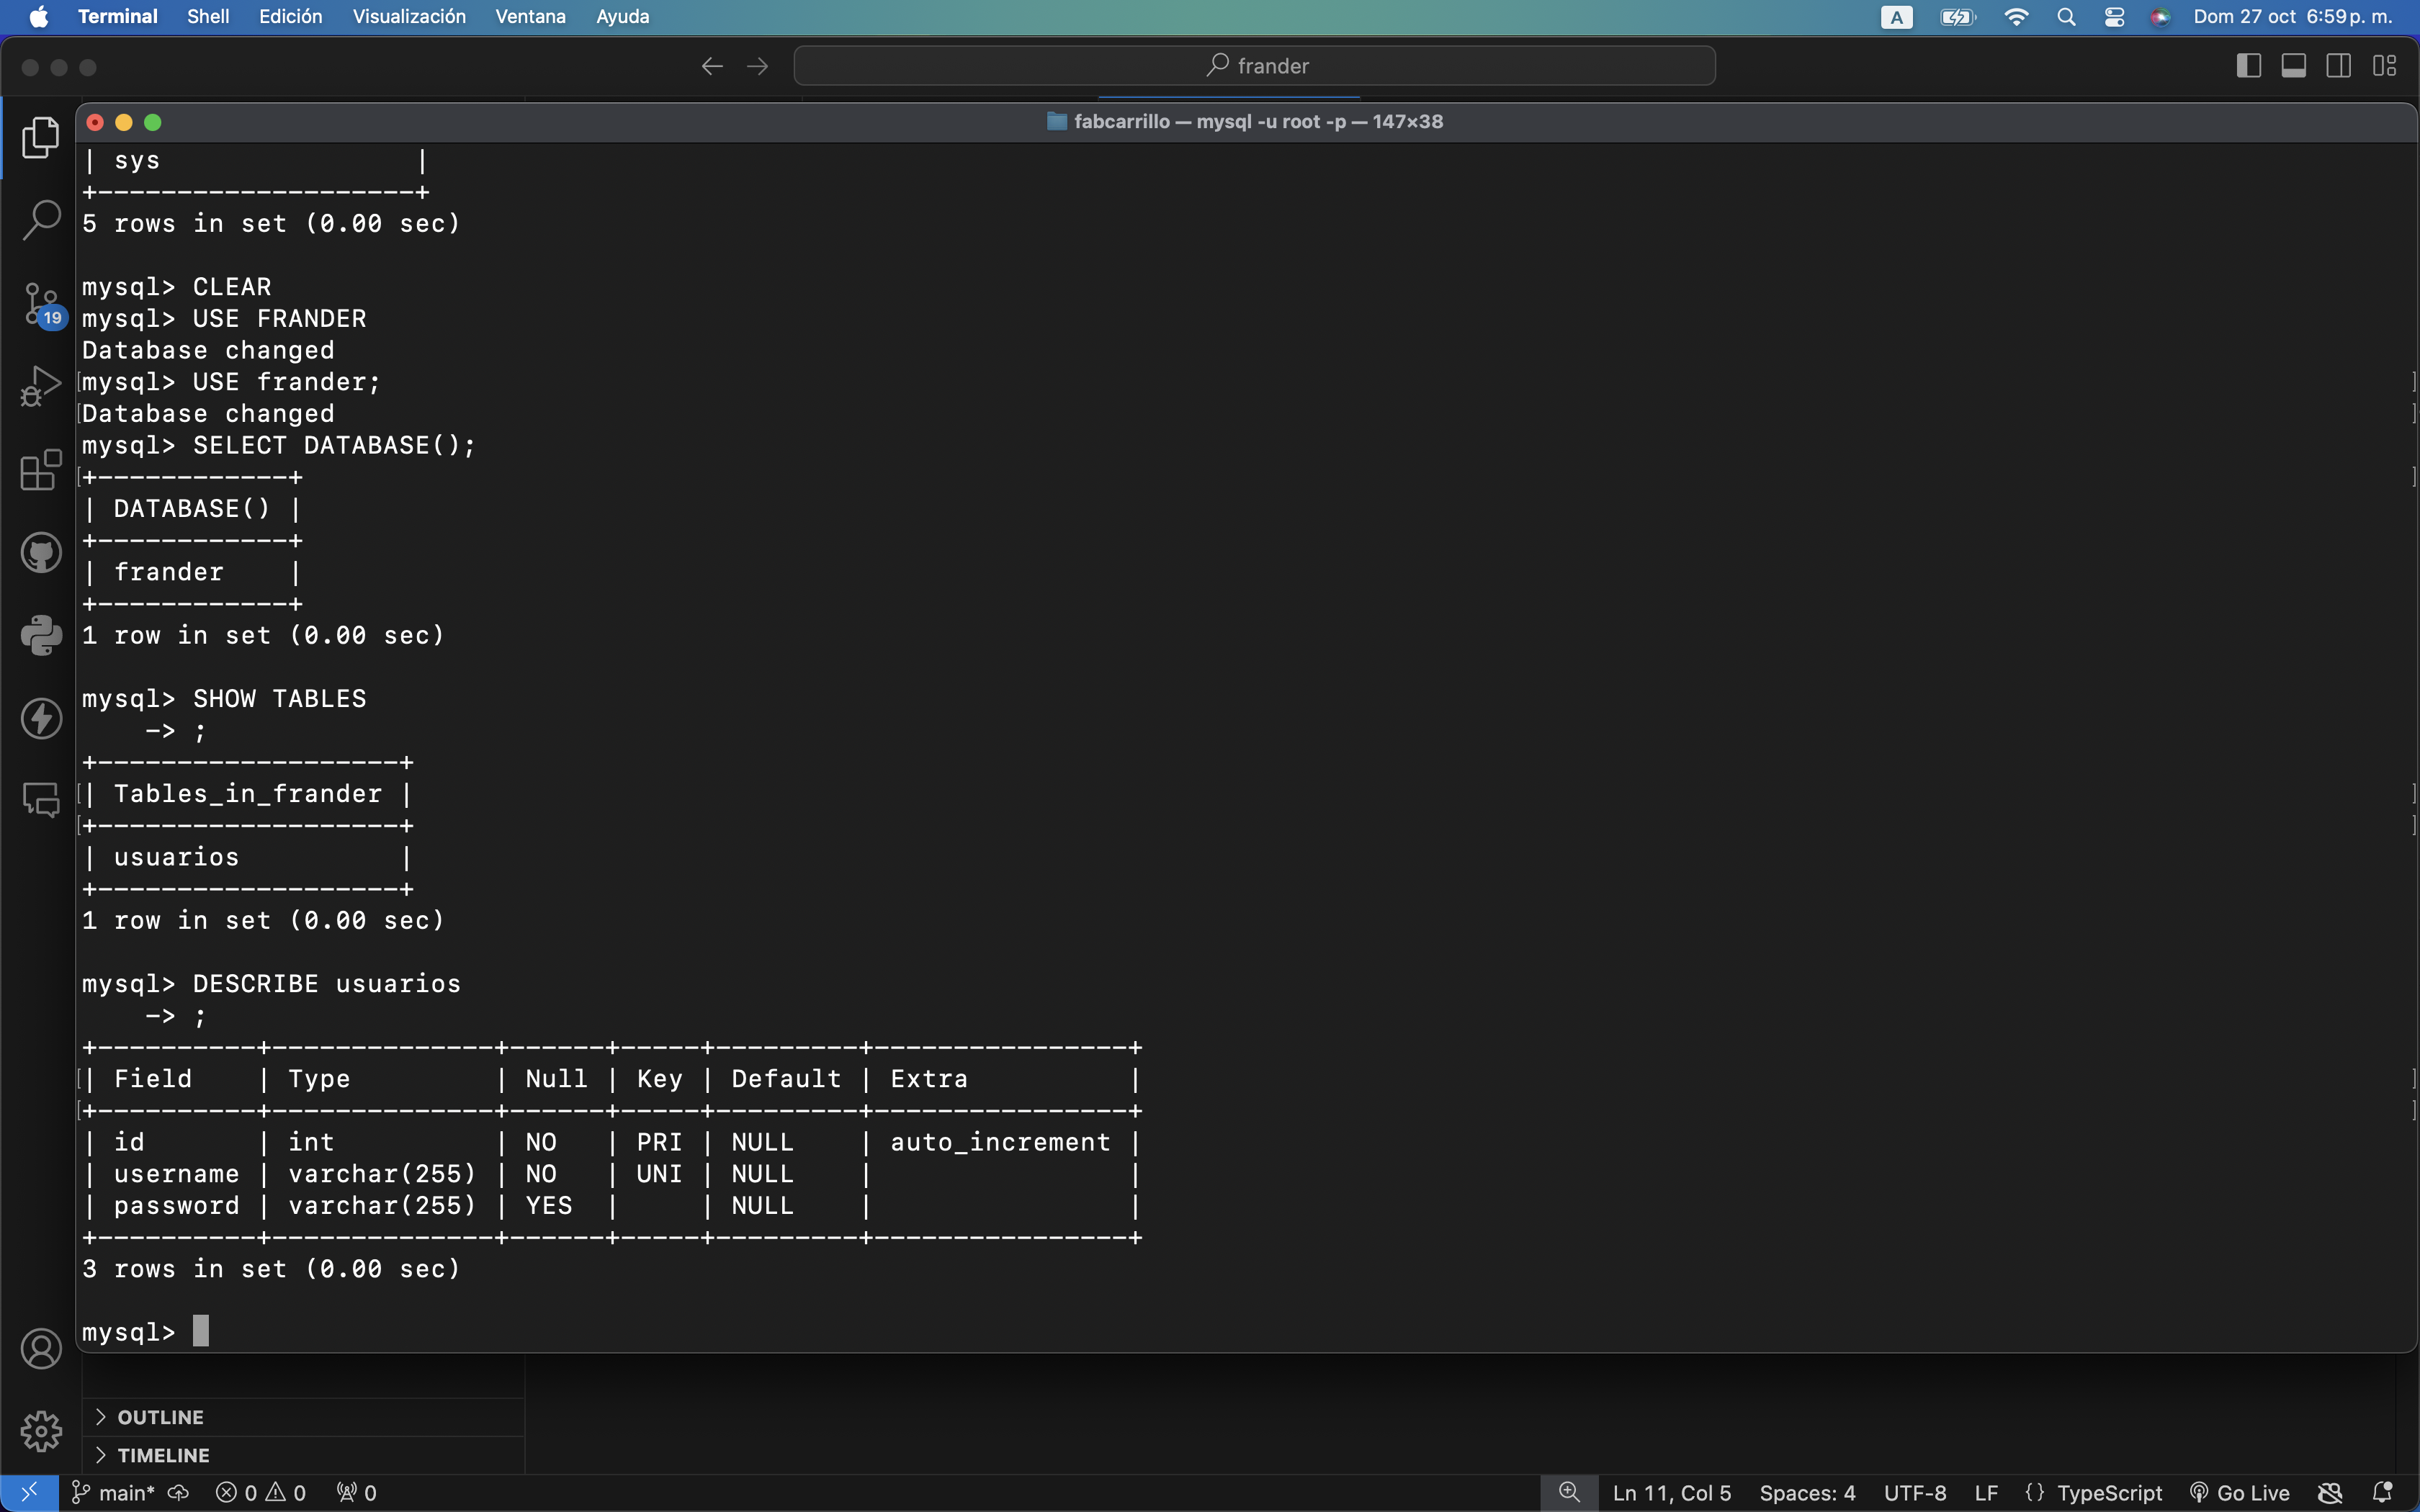 Terminal Shell Edición Visualización Ventana Ayuda A Dom 27 oct 6:59 p. m.
frander
fabcarrillo — mysql -u root -p — 147×38
| sys                |
+--------------------+
5 rows in set (0.00 sec)
mysql> CLEAR
mysql> USE FRANDER
Database changed
[mysql> USE frander; ]
[Database changed ]
mysql> SELECT DATABASE();
[+------------+ ]
| DATABASE() |
+------------+
| frander    |
+------------+
1 row in set (0.00 sec)
mysql> SHOW TABLES
    -> ;
+-------------------+
[| Tables_in_frander | ]
[+-------------------+ ]
| usuarios          |
+-------------------+
1 row in set (0.00 sec)
mysql> DESCRIBE usuarios
    -> ;
+----------+--------------+------+-----+---------+----------------+
[| Field    | Type         | Null | Key | Default | Extra          | ]
[+----------+--------------+------+-----+---------+----------------+ ]
| id       | int          | NO   | PRI | NULL    | auto_increment |
| username | varchar(255) | NO   | UNI | NULL    |                |
| password | varchar(255) | YES  |     | NULL    |                |
+----------+--------------+------+-----+---------+----------------+
3 rows in set (0.00 sec)
mysql>
19
OUTLINE
TIMELINE
main* 0 0 0 Ln 11, Col 5 Spaces: 4 UTF-8 LF {} TypeScript Go Live